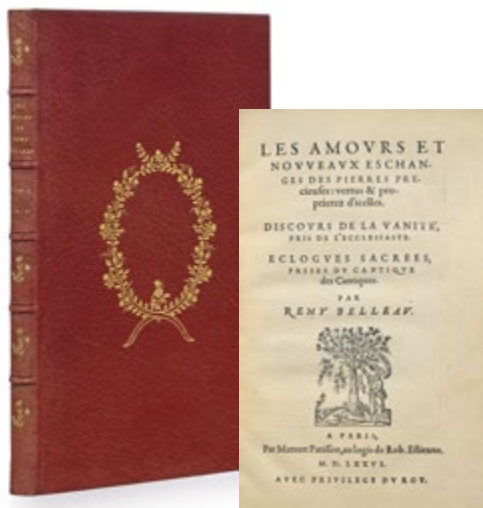 LES AMOVRS ET
NOVVEAVX ESCHAN-
GES DES PIERRES PRE-
cieuses: vertus & pro-
prietez d'icelles.
DISCOVRS DE LA VANITÉ,
PRIS DE L'ECCLESIASTE.
ECLOGVES SACREES,
PRISES DV CANTIQVE
des Cantiques.
PAR
REMY BELLEAV.
A PARIS,
Par Mamert Patisson, au logis de Rob. Estienne.
M. D. LXXVI.
AVEC PRIVILEGE DV ROY.